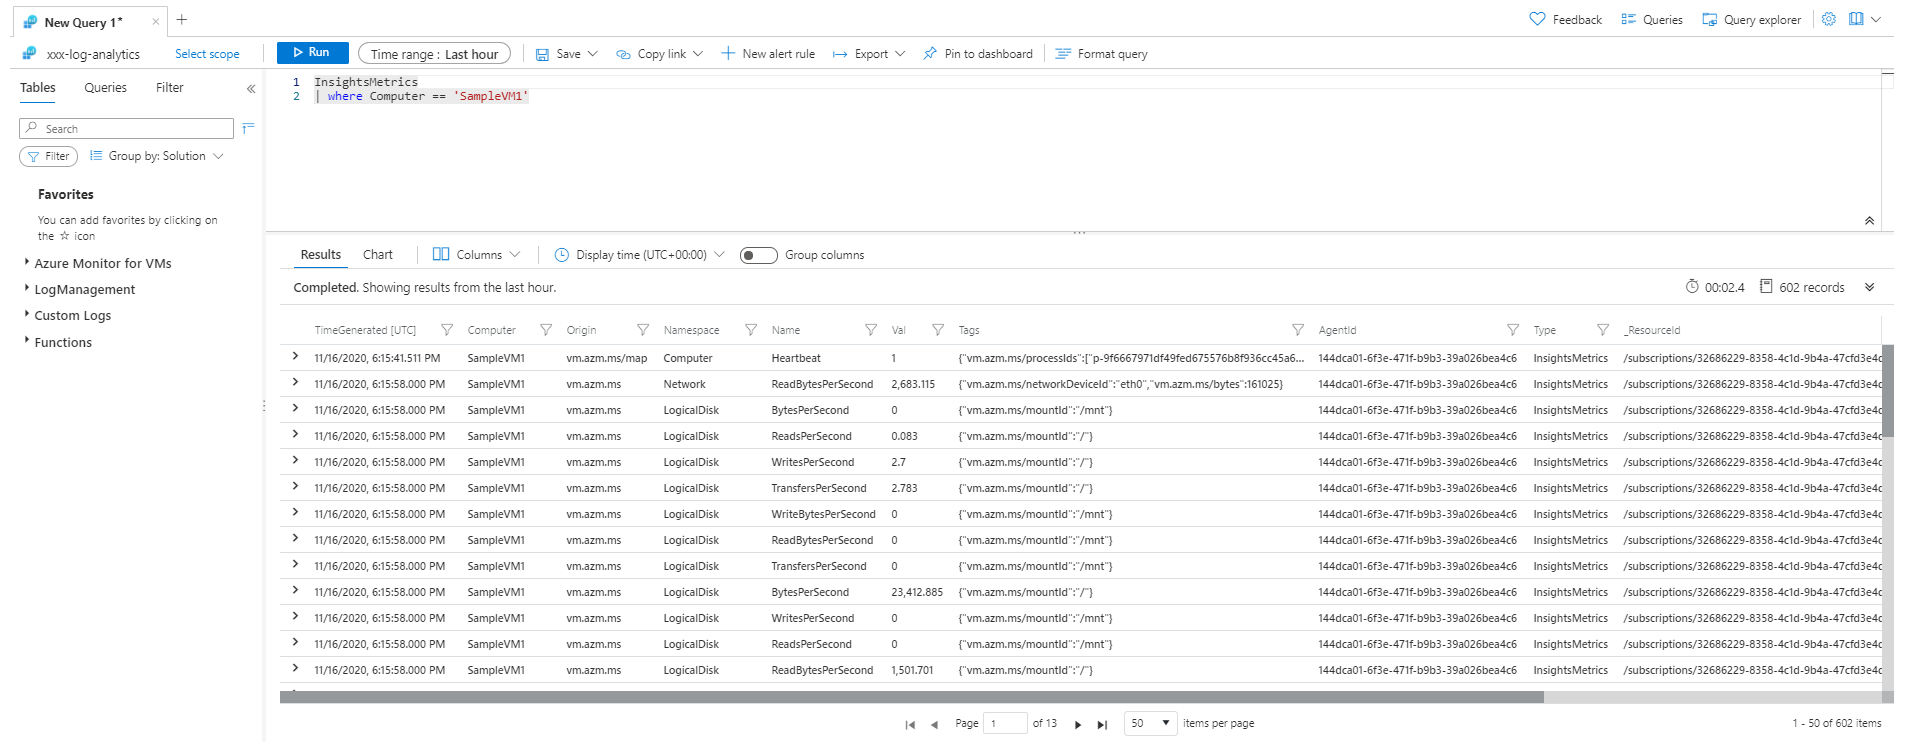 New Query 1*
Feedback Queries Query explorer
xxx-log-analytics Select scope Run Time range : Last hour Save Copy link New alert rule Export Pin to dashboard Format query
Tables Queries Filter
1 InsightsMetrics
2 | where Computer == 'SampleVM1'
Search
Filter Group by: Solution
Favorites
You can add favorites by clicking on
the ☆ icon
Azure Monitor for VMs
LogManagement
Custom Logs
Functions
Results Chart Columns Display time (UTC+00:00) Group columns
Completed. Showing results from the last hour. 00:02.4 602 records
TimeGenerated [UTC] Computer Origin Namespace Name Val Tags AgentId Type _ResourceId
11/16/2020, 6:15:41.511 PM SampleVM1 vm.azm.ms/map Computer Heartbeat 1 {"vm.azm.ms/processIds":["p-9f6667971df49fed675576b8f936cc45a6... 144dca01-6f3e-471f-b9b3-39a026bea4c6 InsightsMetrics /subscriptions/32686229-8358-4c1d-9b4a-47cfd3e4c
11/16/2020, 6:15:58.000 PM SampleVM1 vm.azm.ms Network ReadBytesPerSecond 2,683.115 {"vm.azm.ms/networkDeviceId":"eth0","vm.azm.ms/bytes":161025} 144dca01-6f3e-471f-b9b3-39a026bea4c6 InsightsMetrics /subscriptions/32686229-8358-4c1d-9b4a-47cfd3e4c
11/16/2020, 6:15:58.000 PM SampleVM1 vm.azm.ms LogicalDisk BytesPerSecond 0 {"vm.azm.ms/mountId":"/mnt"} 144dca01-6f3e-471f-b9b3-39a026bea4c6 InsightsMetrics /subscriptions/32686229-8358-4c1d-9b4a-47cfd3e4c
11/16/2020, 6:15:58.000 PM SampleVM1 vm.azm.ms LogicalDisk ReadsPerSecond 0.083 {"vm.azm.ms/mountId":"/"} 144dca01-6f3e-471f-b9b3-39a026bea4c6 InsightsMetrics /subscriptions/32686229-8358-4c1d-9b4a-47cfd3e4c
11/16/2020, 6:15:58.000 PM SampleVM1 vm.azm.ms LogicalDisk WritesPerSecond 2.7 {"vm.azm.ms/mountId":"/"} 144dca01-6f3e-471f-b9b3-39a026bea4c6 InsightsMetrics /subscriptions/32686229-8358-4c1d-9b4a-47cfd3e4c
11/16/2020, 6:15:58.000 PM SampleVM1 vm.azm.ms LogicalDisk TransfersPerSecond 2.783 {"vm.azm.ms/mountId":"/"} 144dca01-6f3e-471f-b9b3-39a026bea4c6 InsightsMetrics /subscriptions/32686229-8358-4c1d-9b4a-47cfd3e4c
11/16/2020, 6:15:58.000 PM SampleVM1 vm.azm.ms LogicalDisk WriteBytesPerSecond 0 {"vm.azm.ms/mountId":"/mnt"} 144dca01-6f3e-471f-b9b3-39a026bea4c6 InsightsMetrics /subscriptions/32686229-8358-4c1d-9b4a-47cfd3e4c
11/16/2020, 6:15:58.000 PM SampleVM1 vm.azm.ms LogicalDisk ReadBytesPerSecond 0 {"vm.azm.ms/mountId":"/mnt"} 144dca01-6f3e-471f-b9b3-39a026bea4c6 InsightsMetrics /subscriptions/32686229-8358-4c1d-9b4a-47cfd3e4c
11/16/2020, 6:15:58.000 PM SampleVM1 vm.azm.ms LogicalDisk TransfersPerSecond 0 {"vm.azm.ms/mountId":"/mnt"} 144dca01-6f3e-471f-b9b3-39a026bea4c6 InsightsMetrics /subscriptions/32686229-8358-4c1d-9b4a-47cfd3e4c
11/16/2020, 6:15:58.000 PM SampleVM1 vm.azm.ms LogicalDisk BytesPerSecond 23,412.885 {"vm.azm.ms/mountId":"/"} 144dca01-6f3e-471f-b9b3-39a026bea4c6 InsightsMetrics /subscriptions/32686229-8358-4c1d-9b4a-47cfd3e4c
11/16/2020, 6:15:58.000 PM SampleVM1 vm.azm.ms LogicalDisk WritesPerSecond 0 {"vm.azm.ms/mountId":"/mnt"} 144dca01-6f3e-471f-b9b3-39a026bea4c6 InsightsMetrics /subscriptions/32686229-8358-4c1d-9b4a-47cfd3e4c
11/16/2020, 6:15:58.000 PM SampleVM1 vm.azm.ms LogicalDisk ReadsPerSecond 0 {"vm.azm.ms/mountId":"/mnt"} 144dca01-6f3e-471f-b9b3-39a026bea4c6 InsightsMetrics /subscriptions/32686229-8358-4c1d-9b4a-47cfd3e4c
11/16/2020, 6:15:58.000 PM SampleVM1 vm.azm.ms LogicalDisk ReadBytesPerSecond 1,501.701 {"vm.azm.ms/mountId":"/"} 144dca01-6f3e-471f-b9b3-39a026bea4c6 InsightsMetrics /subscriptions/32686229-8358-4c1d-9b4a-47cfd3e4c
Page 1 of 13 50 items per page 1 - 50 of 602 items